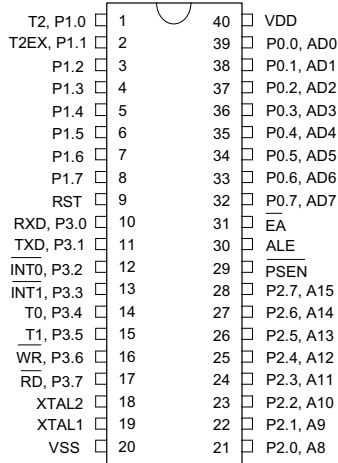 T2, P1.0 1 40 VDD
T2EX, P1.1 2 39 P0.0, AD0
P1.2 3 38 P0.1, AD1
P1.3 4 37 P0.2, AD2
P1.4 5 36 P0.3, AD3
P1.5 6 35 P0.4, AD4
P1.6 7 34 P0.5, AD5
P1.7 8 33 P0.6, AD6
RST 9 32 P0.7, AD7
RXD, P3.0 10 31 EA
TXD, P3.1 11 30 ALE
INT0, P3.2 12 29 PSEN
INT1, P3.3 13 28 P2.7, A15
T0, P3.4 14 27 P2.6, A14
T1, P3.5 15 26 P2.5, A13
WR, P3.6 16 25 P2.4, A12
RD, P3.7 17 24 P2.3, A11
XTAL2 18 23 P2.2, A10
XTAL1 19 22 P2.1, A9
VSS 20 21 P2.0, A8